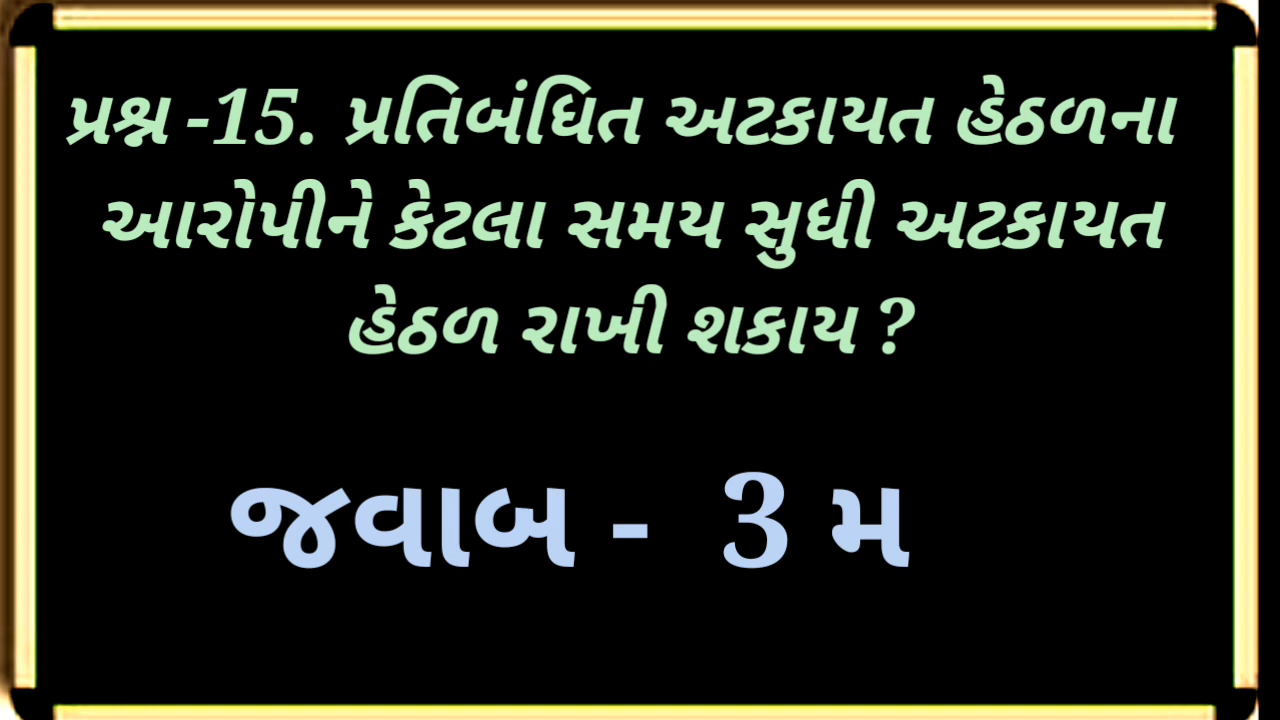 પ્રશ્ન -15. પ્રતિબંધિત અટકાયત હેઠળના
આરોપીને કેટલા સમય સુધી અટકાયત
હેઠળ રાખી શકાય ?
જવાબ - 3 મ